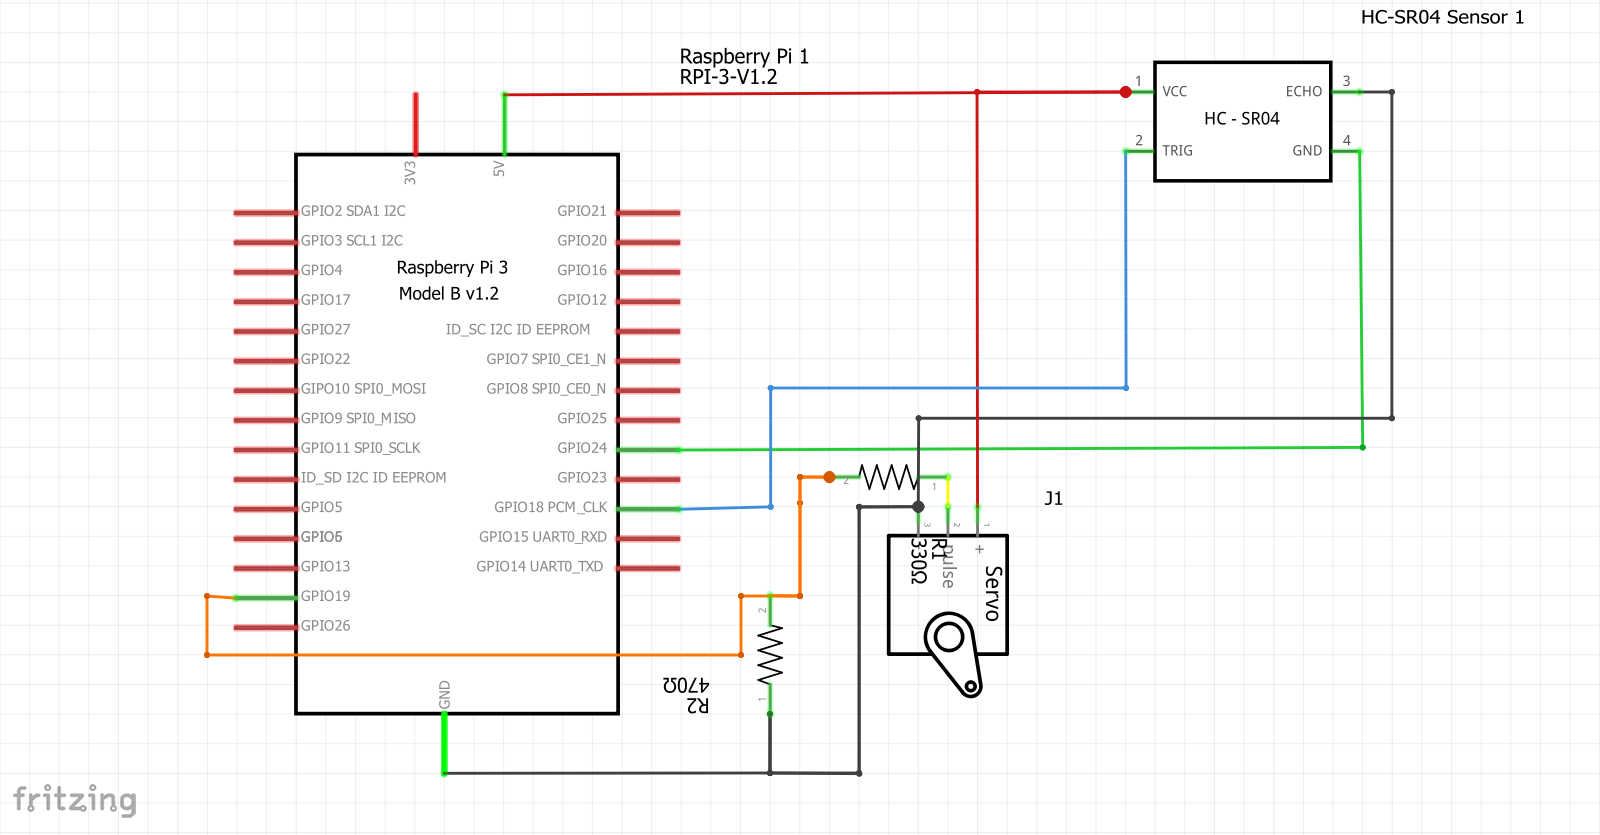 HC-SR04 Sensor 1
Raspberry Pi 1
RPI-3-V1.2
1
VCC
ECHO
3
HC - SR04
2
TRIG
GND
4
3V3
5V
GPIO2 SDA1 I2C
GPIO21
GPIO3 SCL1 I2C
GPIO20
GPIO4
Raspberry Pi 3
GPIO16
Model B v1.2
GPIO17
GPIO12
GPIO27
ID_SC I2C ID EEPROM
GPIO22
GPIO7 SPI0_CE1_N
GIPO10 SPI0_MOSI
GPIO8 SPI0_CE0_N
GPIO9 SPI0_MISO
GPIO25
GPIO11 SPI0_SCLK
GPIO24
ID_SD I2C ID EEPROM
GPIO23
2
1
GPIO5
GPIO18 PCM_CLK
J1
3
2
1
GPIO6
GPIO15 UART0_RXD
R1
330Ω
pulse
+
Servo
GPIO13
GPIO14 UART0_TXD
GPIO19
2
GPIO26
GND
470Ω
R2
1
fritzing